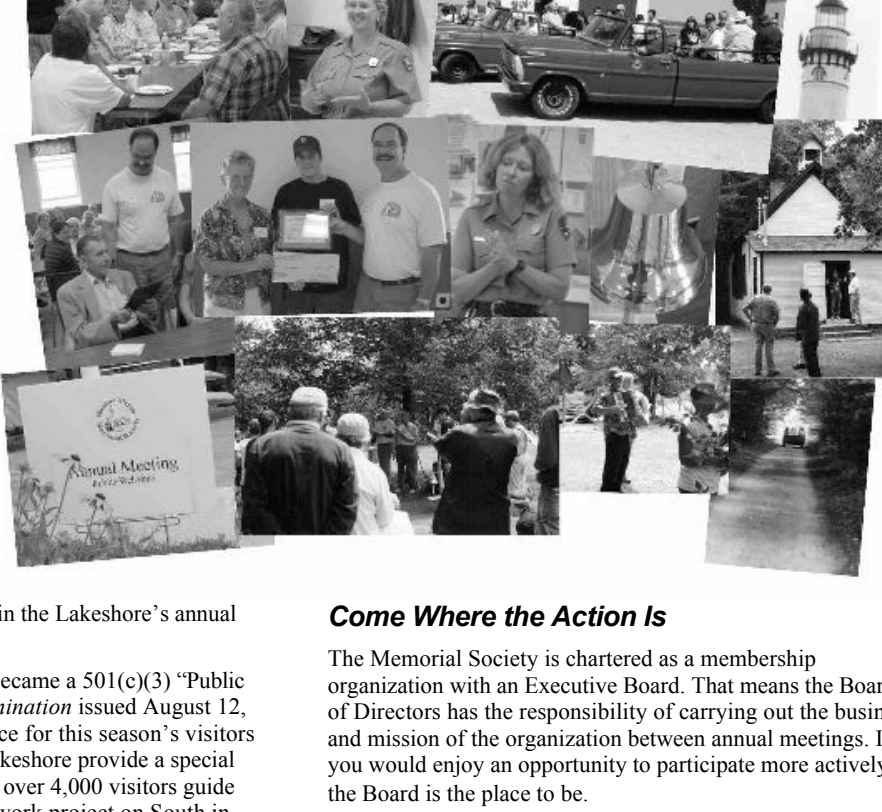 Annual Meeting
in the Lakeshore's annual
ecame a 501(c)(3) “Public
mination issued August 12,
ce for this season's visitors
akeshore provide a special
over 4,000 visitors guide
work project on South in
Come Where the Action Is
The Memorial Society is chartered as a membership
organization with an Executive Board. That means the Boar
of Directors has the responsibility of carrying out the busin
and mission of the organization between annual meetings. I
you would enjoy an opportunity to participate more actively
the Board is the place to be.